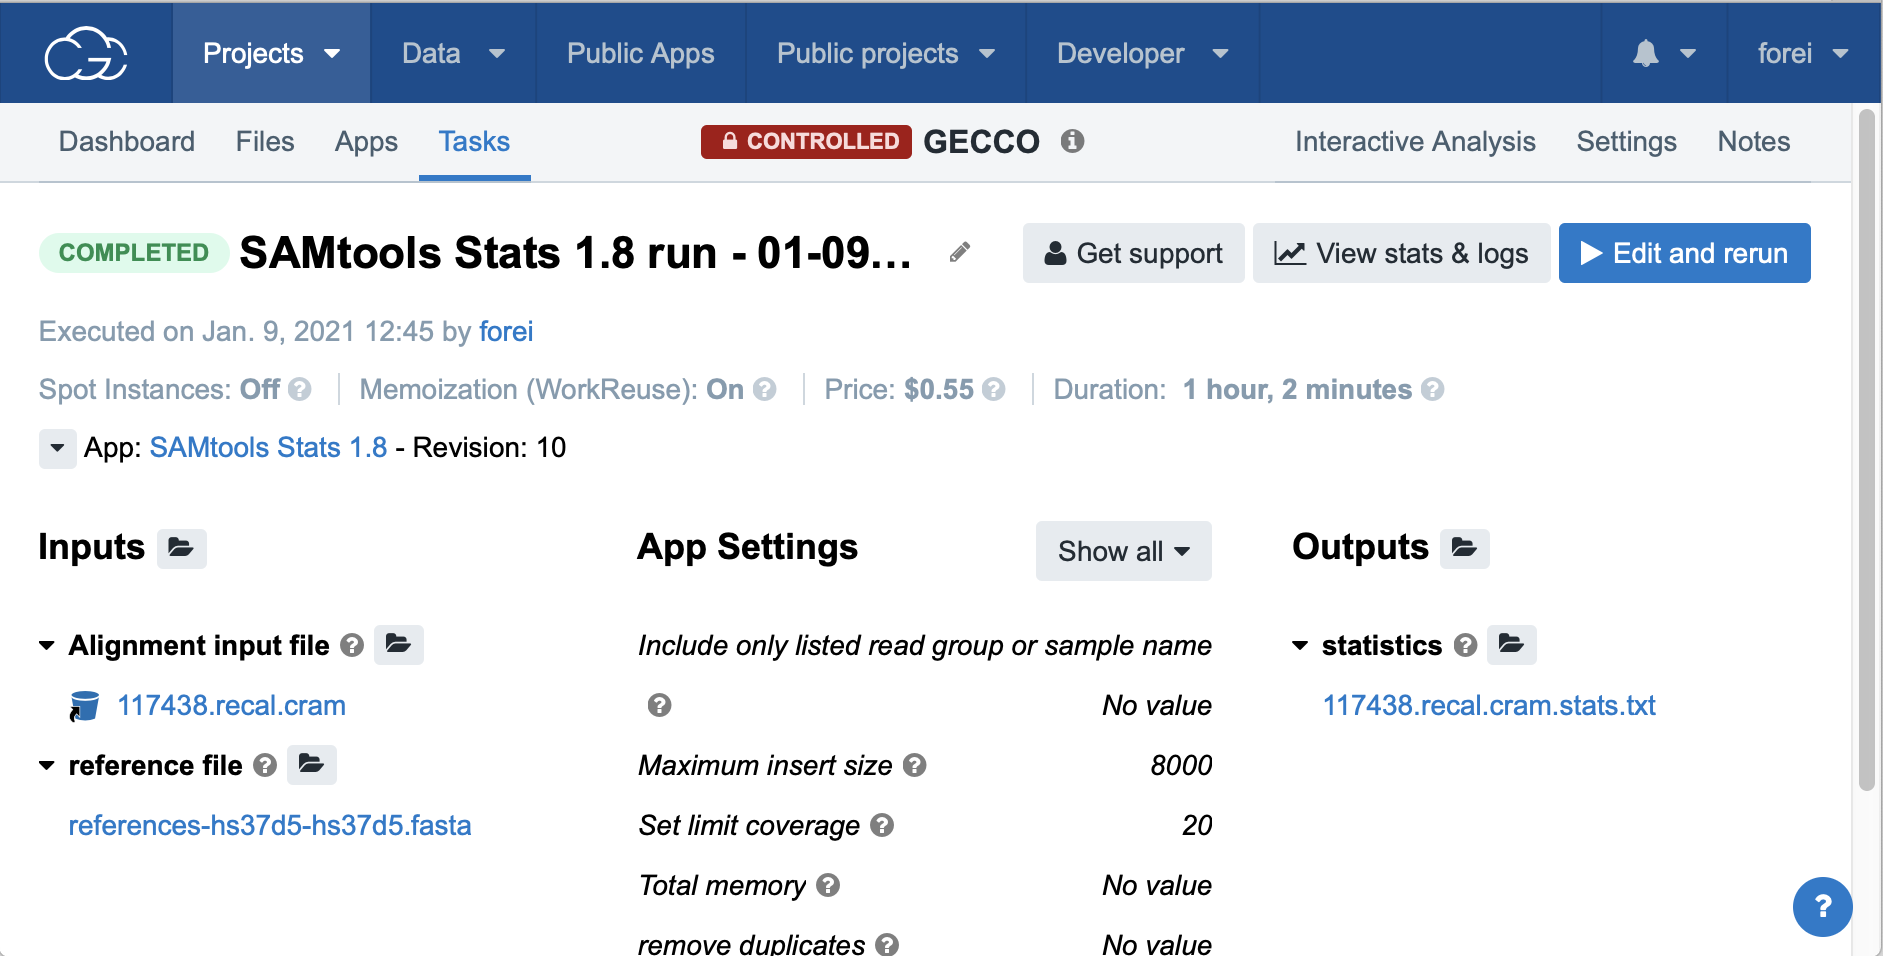 Projects Data Public Apps Public projects Developer forei
Dashboard Files Apps Tasks CONTROLLED GECCO Interactive Analysis Settings Notes
COMPLETED SAMtools Stats 1.8 run - 01-09... Get support View stats & logs Edit and rerun
Executed on Jan. 9, 2021 12:45 by forei
Spot Instances: Off ? Memoization (WorkReuse): On ? Price: $0.55 ? Duration: 1 hour, 2 minutes ?
App: SAMtools Stats 1.8 - Revision: 10
Inputs
Alignment input file ?
117438.recal.cram
reference file ?
references-hs37d5-hs37d5.fasta
App Settings Show all
Include only listed read group or sample name
? No value
Maximum insert size ? 8000
Set limit coverage ? 20
Total memory ? No value
remove duplicates ? No value
Outputs
statistics ?
117438.recal.cram.stats.txt
?